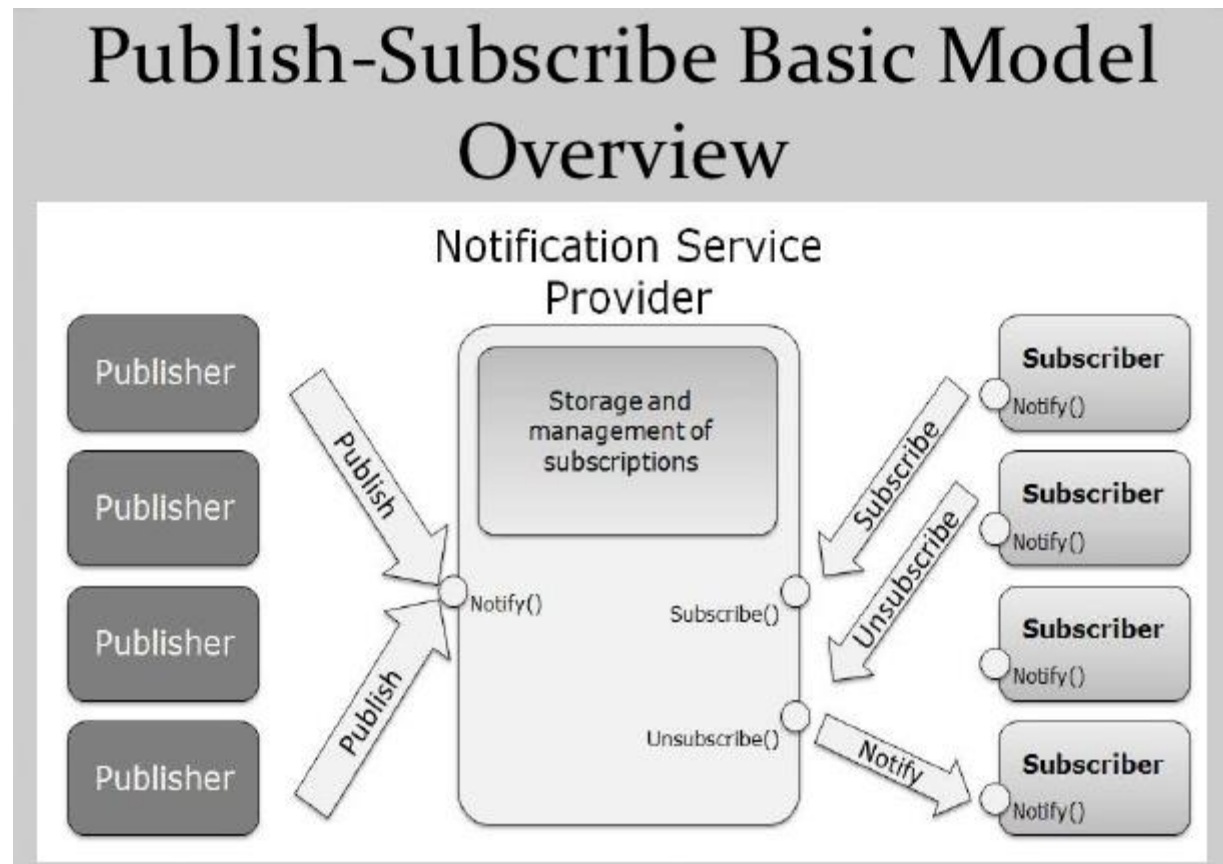 Publish-Subscribe Basic Model
Overview
Notification Service
Provider
Publisher
Publisher
Publisher
Publisher
Publish
Publish
Storage and
management of
subscriptions
Notify()
Subscribe()
Unsubscribe()
Subscribe
Unsubscribe
Notify
Subscriber
Notify()
Subscriber
Notify()
Subscriber
Notify()
Subscriber
Notify()